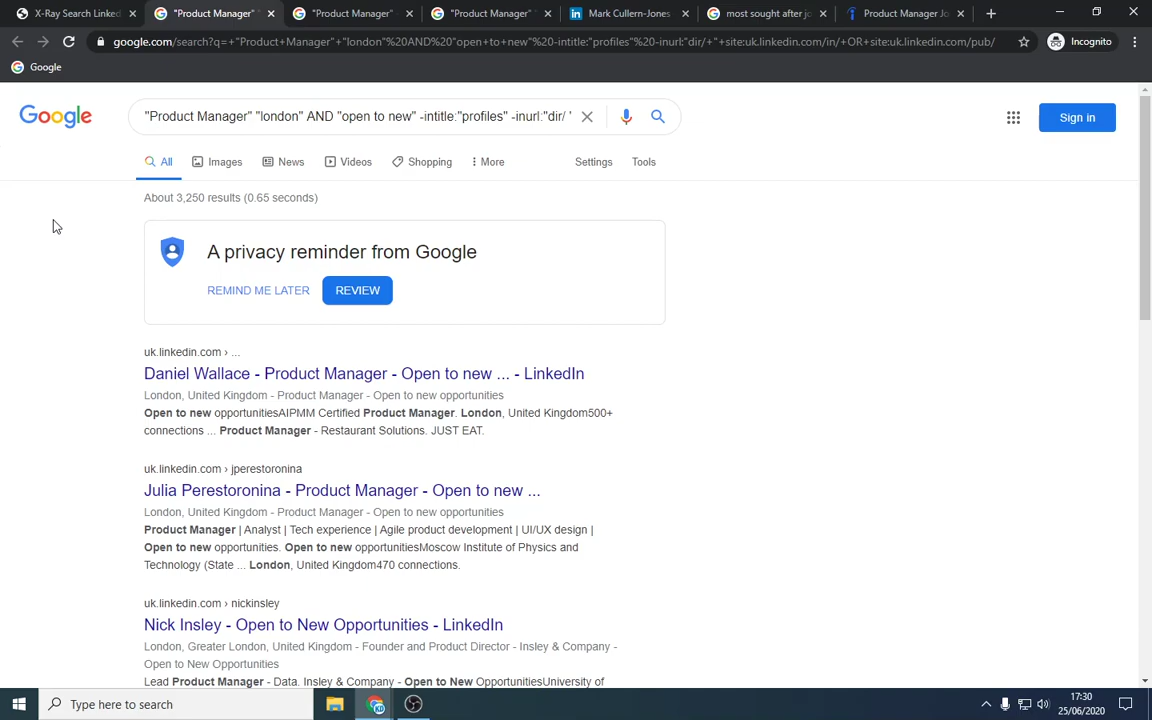 X-Ray Search Linked
"Product Manager"
"Product Manager"
"Product Manager"
Mark Cullern-Jones
most sought after jo
Product Manager Jo
google.com/search?q=+"Product+Manager"+"london"%20AND%20"open+to+new"%20-intitle:"profiles"%20-inurl:"dir/+"+site:uk.linkedin.com/in/+OR+site:uk.linkedin.com/pub/
Incognito
Google
Google
"Product Manager" "london" AND "open to new" -intitle:"profiles" -inurl:"dir/ "
Sign in
All
Images
News
Videos
Shopping
More
Settings
Tools
About 3,250 results (0.65 seconds)
A privacy reminder from Google
REMIND ME LATER
REVIEW
uk.linkedin.com › ...
Daniel Wallace - Product Manager - Open to new ... - LinkedIn
London, United Kingdom - Product Manager - Open to new opportunities
Open to new opportunitiesAIPMM Certified Product Manager. London, United Kingdom500+
connections ... Product Manager - Restaurant Solutions. JUST EAT.
uk.linkedin.com › jperestoronina
Julia Perestoronina - Product Manager - Open to new ...
London, United Kingdom - Product Manager - Open to new opportunities
Product Manager | Analyst | Tech experience | Agile product development | UI/UX design |
Open to new opportunities. Open to new opportunitiesMoscow Institute of Physics and
Technology (State ... London, United Kingdom470 connections.
uk.linkedin.com › nickinsley
Nick Insley - Open to New Opportunities - LinkedIn
London, Greater London, United Kingdom - Founder and Product Director - Insley & Company -
Open to New Opportunities
Lead Product Manager - Data. Insley & Company - Open to New OpportunitiesUniversity of
Type here to search
17:30
25/06/2020